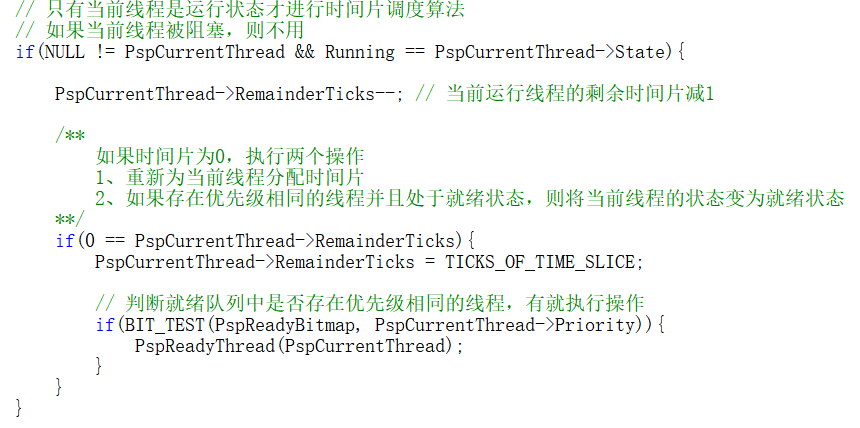 // 只有当前线程是运行状态才进行时间片调度算法
// 如果当前线程被阻塞，则不用
if(NULL != PspCurrentThread && Running == PspCurrentThread->State){
PspCurrentThread->RemainderTicks--; // 当前运行线程的剩余时间片减1
/**
如果时间片为0，执行两个操作
1、重新为当前线程分配时间片
2、如果存在优先级相同的线程并且处于就绪状态，则将当前线程的状态变为就绪状态
**/
if(0 == PspCurrentThread->RemainderTicks){
PspCurrentThread->RemainderTicks = TICKS_OF_TIME_SLICE;
// 判断就绪队列中是否存在优先级相同的线程，有就执行操作
if(BIT_TEST(PspReadyBitmap, PspCurrentThread->Priority)){
PspReadyThread(PspCurrentThread);
}
}
}